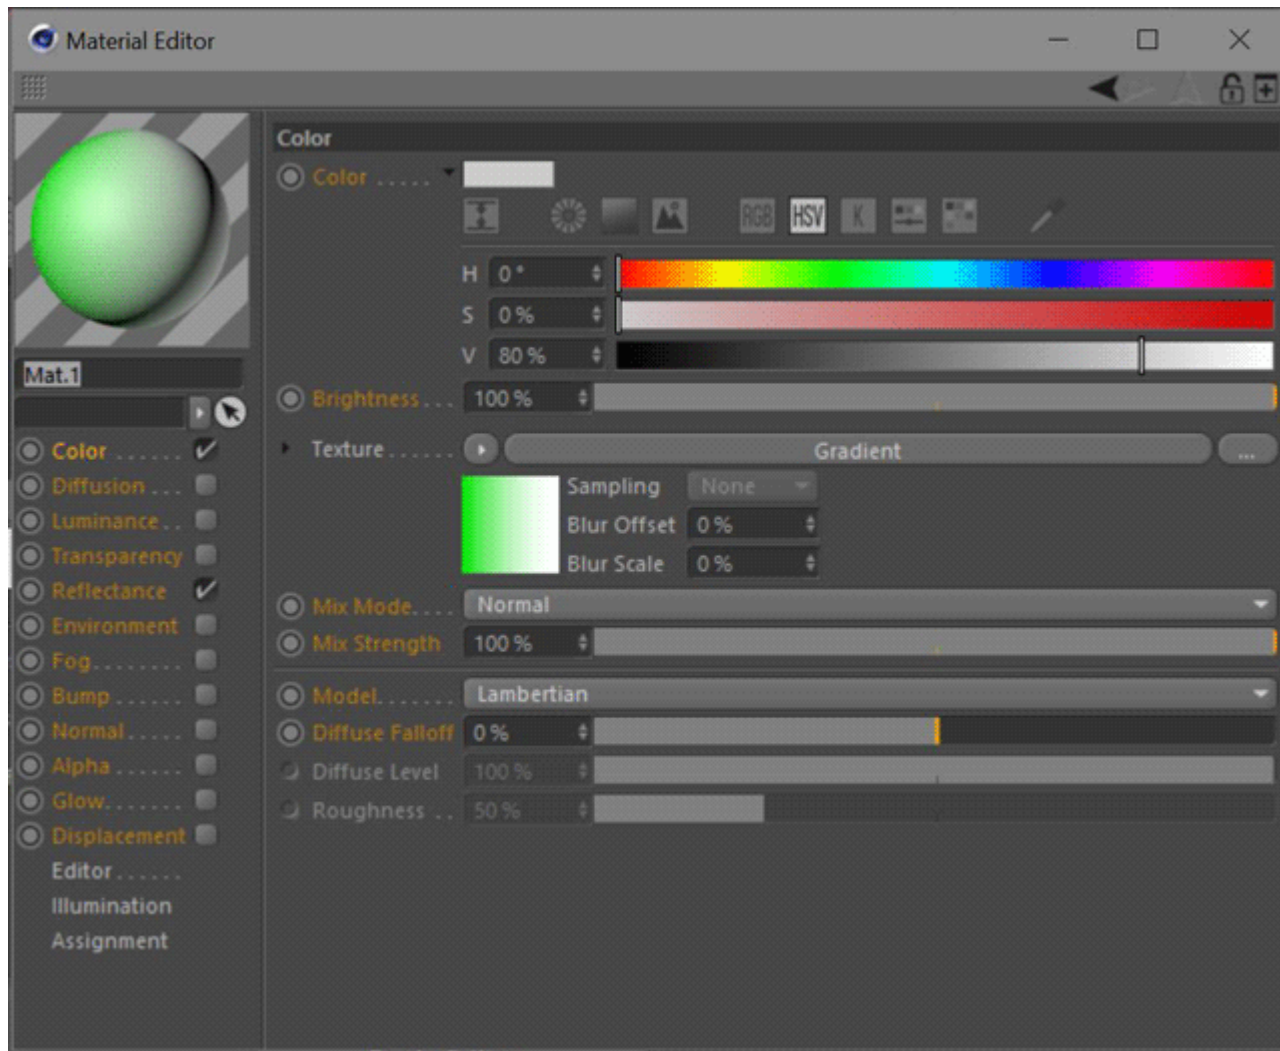 Material Editor
Color
Color .....
RGB HSV K
H 0 °
S 0 %
V 80 %
Mat.1
Brightness ... 100 %
Texture ...... Gradient ...
Sampling None
Blur Offset 0 %
Blur Scale 0 %
Mix Mode.... Normal
Mix Strength 100 %
Model....... Lambertian
Diffuse Falloff 0 %
Diffuse Level 100 %
Roughness .. 50 %
Color ......
Diffusion ...
Luminance ..
Transparency
Reflectance
Environment
Fog........
Bump ......
Normal.....
Alpha ......
Glow.......
Displacement
Editor ......
Illumination
Assignment